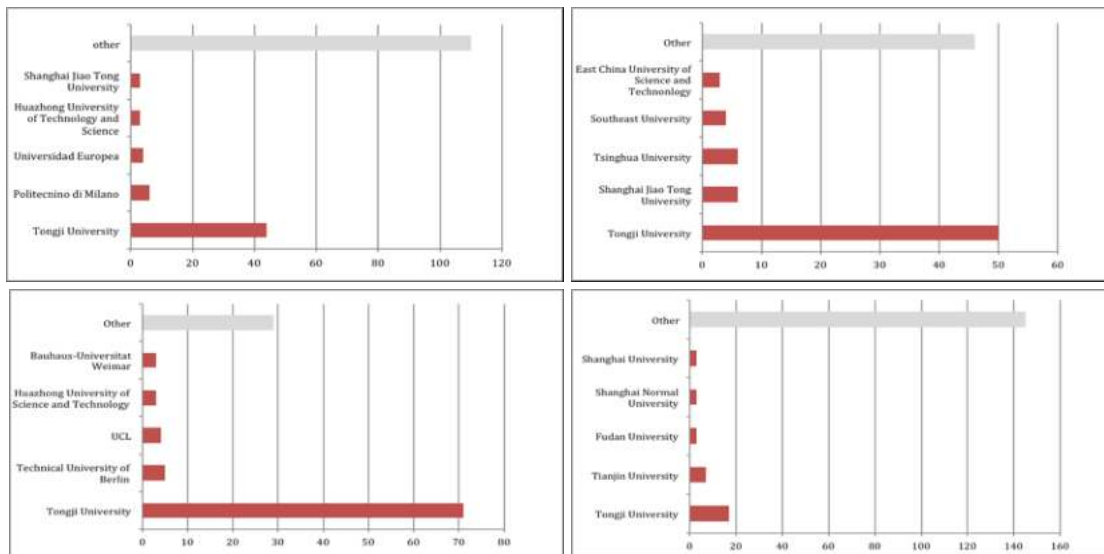 other
Shanghai Jiao Tong
University
Huazhong University
of Technology and
Science
Universidad Europea
Politecnino di Milano
Tongji University
0 20 40 60 80 100 120
Other
East China University of
Science and
Technonlogy
Southeast University
Tsinghua University
Shanghai Jiao Tong
University
Tongji University
0 10 20 30 40 50 60
Other
Bauhaus-Universitat
Weimar
Huazhong University of
Science and Technology
UCL
Technical University of
Berlin
Tongji University
0 10 20 30 40 50 60 70 80
Other
Shanghai University
Shanghai Normal
University
Fudan University
Tianjin University
Tongji University
0 20 40 60 80 100 120 140 160